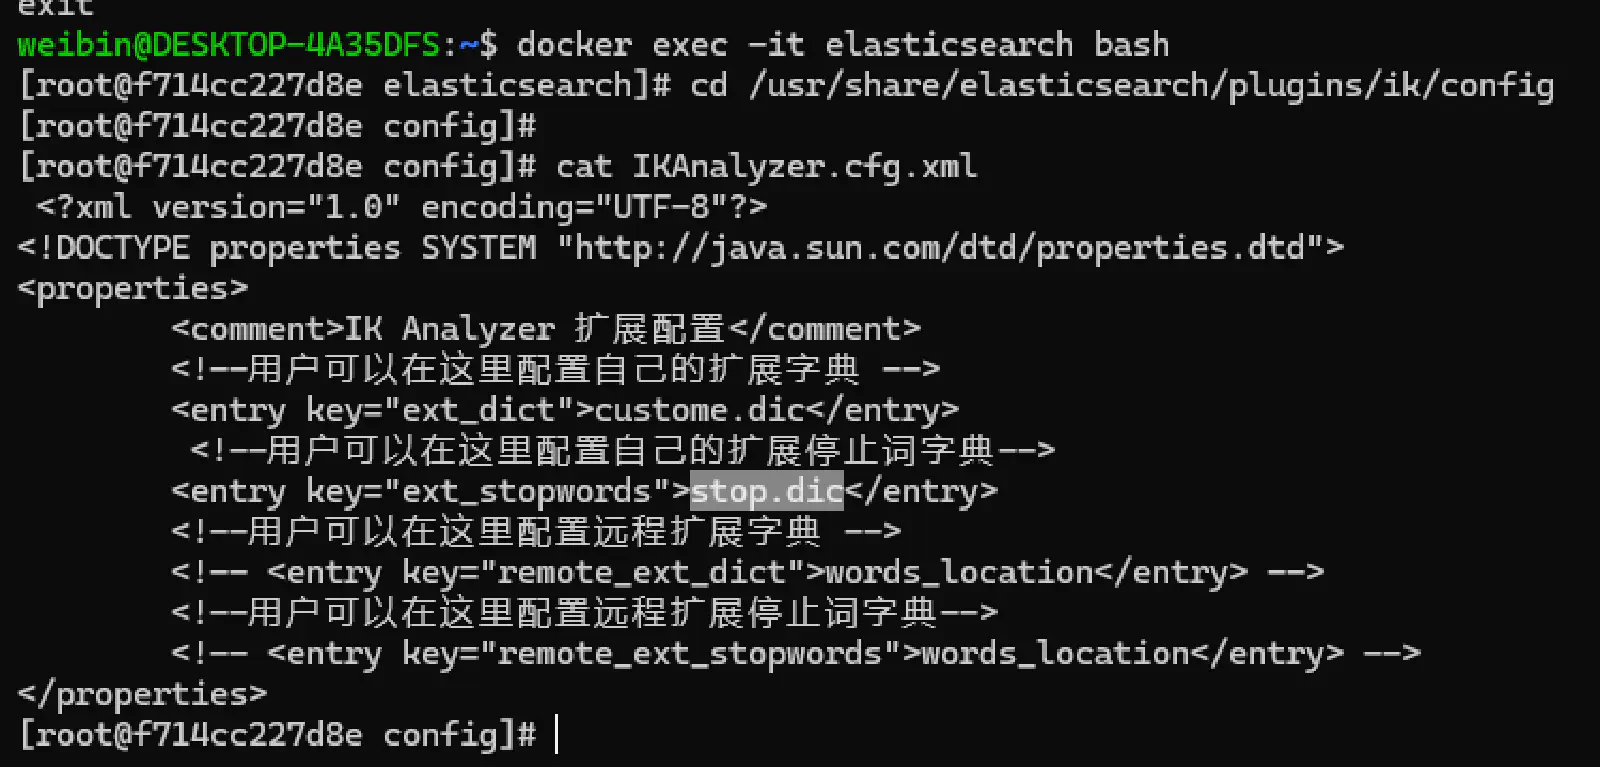 exit
weibin@DESKTOP-4A35DFS:~$ docker exec -it elasticsearch bash
[root@f714cc227d8e elasticsearch]# cd /usr/share/elasticsearch/plugins/ik/config
[root@f714cc227d8e config]#
[root@f714cc227d8e config]# cat IKAnalyzer.cfg.xml
<?xml version="1.0" encoding="UTF-8"?>
<!DOCTYPE properties SYSTEM "http://java.sun.com/dtd/properties.dtd">
<properties>
<comment>IK Analyzer 扩展配置</comment>
<!--用户可以在这里配置自己的扩展字典 -->
<entry key="ext_dict">custome.dic</entry>
<!--用户可以在这里配置自己的扩展停止词字典-->
<entry key="ext_stopwords">stop.dic</entry>
<!--用户可以在这里配置远程扩展字典 -->
<!-- <entry key="remote_ext_dict">words_location</entry> -->
<!--用户可以在这里配置远程扩展停止词字典-->
<!-- <entry key="remote_ext_stopwords">words_location</entry> -->
</properties>
[root@f714cc227d8e config]#